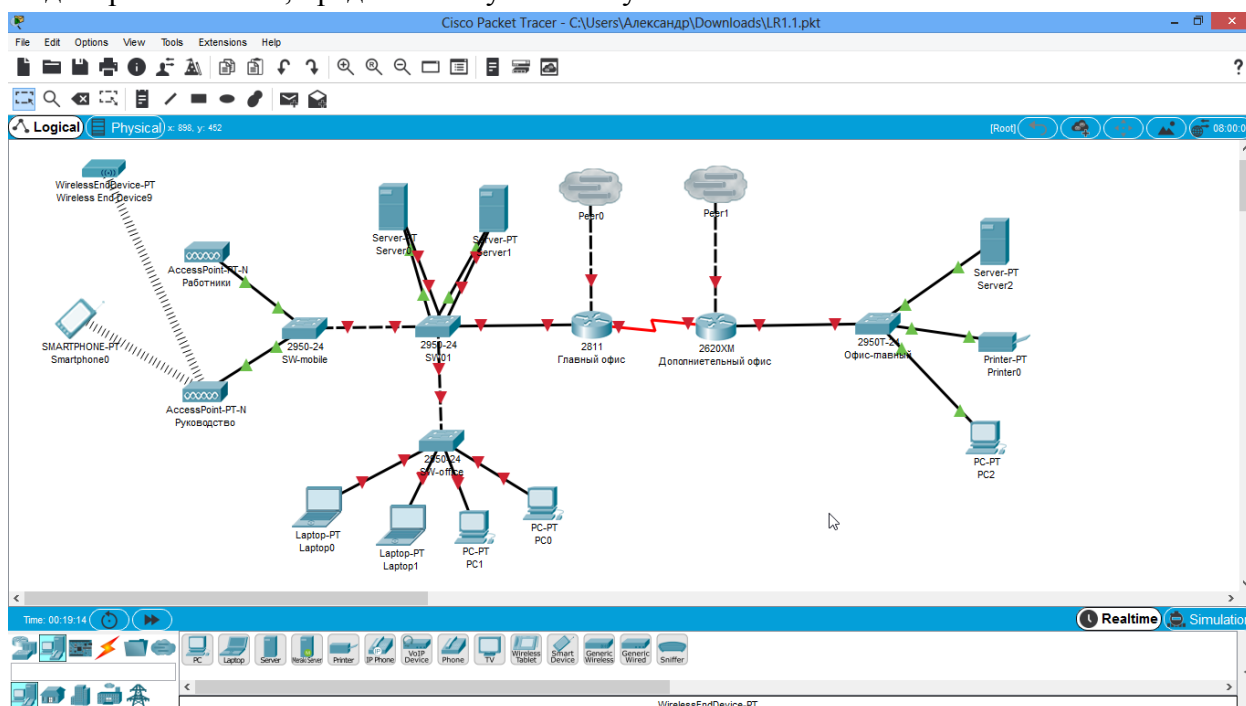 Cisco Packet Tracer - C:\Users\Александр\Downloads\LR1.1.pkt
File Edit Options View Tools Extensions Help
Logical Physical x: 898, y: 452 [Root] 08:00:0
WirelessEndDevice-PT
Wireless End Device9
AccessPoint-PT-N
Работники
SMARTPHONE-PT
Smartphone0
AccessPoint-PT-N
Руководство
2950-24
SW-mobile
Server-PT
Server0
Server-PT
Server1
2950-24
SW01
2950-24
SW-office
Laptop-PT
Laptop0
Laptop-PT
Laptop1
PC-PT
PC1
PC-PT
PC0
Peer0
Peer1
2811
Главный офис
2620XM
2950T-24
Server-PT
Server2
Printer-PT
Printer0
PC-PT
PC2
Time: 00:19:14 Realtime Simulation
PC Laptop Server Meraki Server Printer IP Phone VoIP Device Phone TV Wireless Tablet Smart Device Generic Wireless Generic Wired Sniffer
WirelessEndDevice-PT